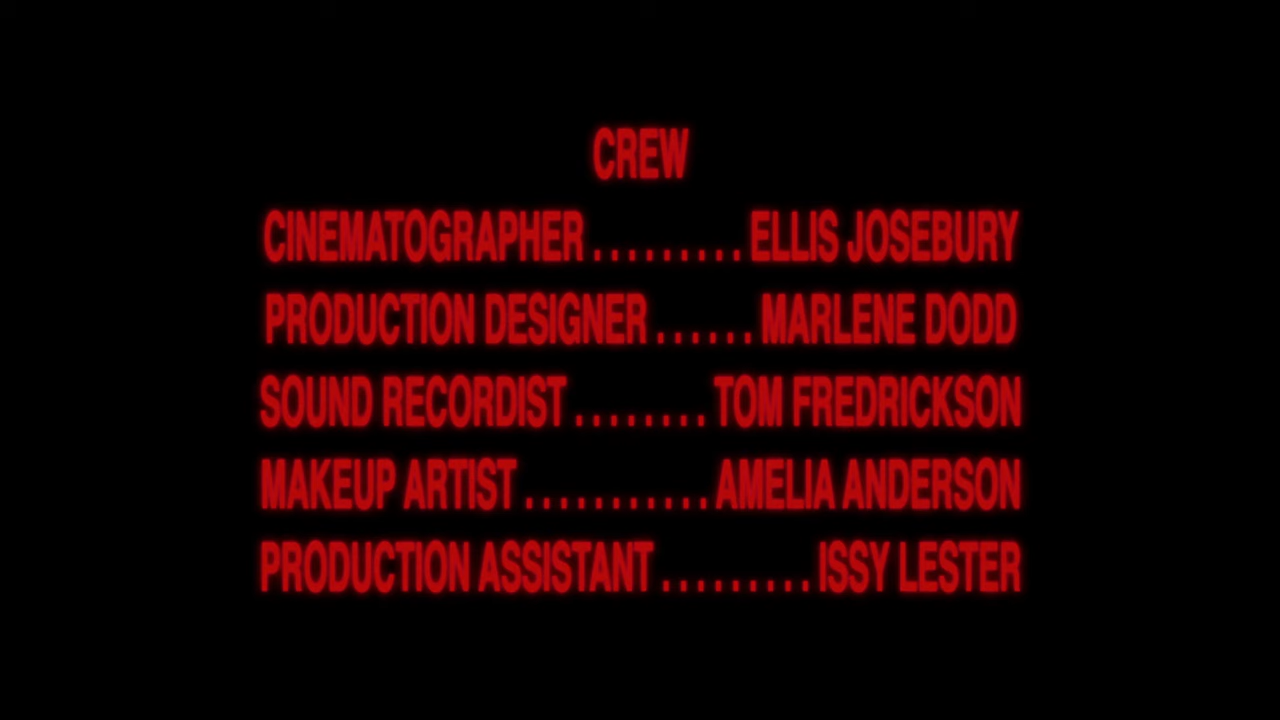 CREW
CINEMATOGRAPHER ......... ELLIS JOSEBURY
PRODUCTION DESIGNER ...... MARLENE DODD
SOUND RECORDIST ........ TOM FREDRICKSON
MAKEUP ARTIST ........... AMELIA ANDERSON
PRODUCTION ASSISTANT ......... ISSY LESTER